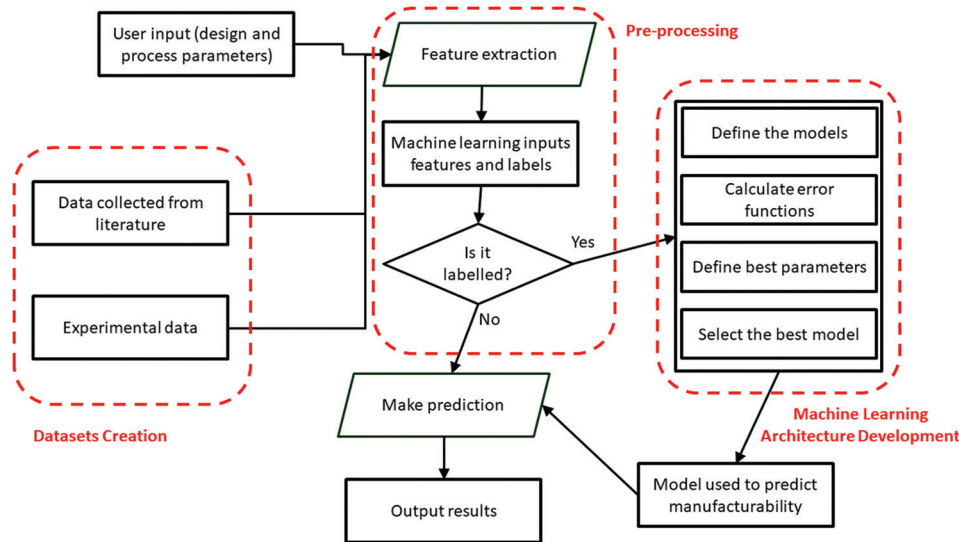 User input (design and
process parameters)
Feature extraction
Pre-processing
Machine learning inputs
features and labels
Define the models
Calculate error
functions
Define best parameters
Select the best model
Data collected from
literature
Experimental data
Is it
labelled?
Yes
No
Datasets Creation
Make prediction
Machine Learning
Architecture Development
Output results
Model used to predict
manufacturability